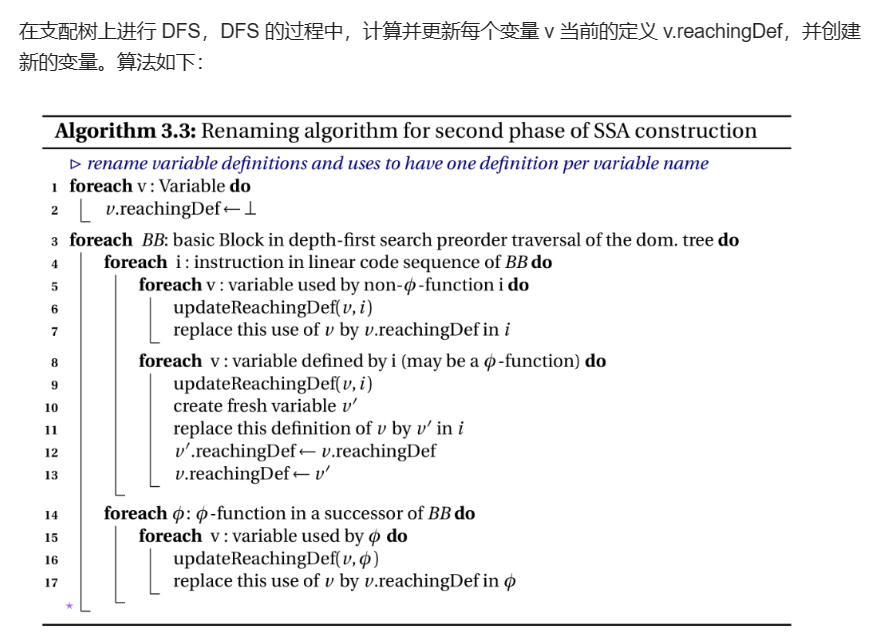 在支配树上进行 DFS，DFS 的过程中，计算并更新每个变量 v 当前的定义 v.reachingDef，并创建
新的变量。算法如下：
Algorithm 3.3: Renaming algorithm for second phase of SSA construction
▷ rename variable definitions and uses to have one definition per variable name
1 foreach v : Variable do
2 v.reachingDef ← ⊥
3 foreach BB: basic Block in depth-first search preorder traversal of the dom. tree do
4 foreach i : instruction in linear code sequence of BB do
5 foreach v : variable used by non-ϕ-function i do
6 updateReachingDef(v, i)
7 replace this use of v by v.reachingDef in i
8 foreach v : variable defined by i (may be a ϕ-function) do
9 updateReachingDef(v, i)
10 create fresh variable v′
11 replace this definition of v by v′ in i
12 v′.reachingDef ← v.reachingDef
13 v.reachingDef ← v′
14 foreach ϕ: ϕ-function in a successor of BB do
15 foreach v : variable used by ϕ do
16 updateReachingDef(v, ϕ)
17 replace this use of v by v.reachingDef in ϕ
⋆